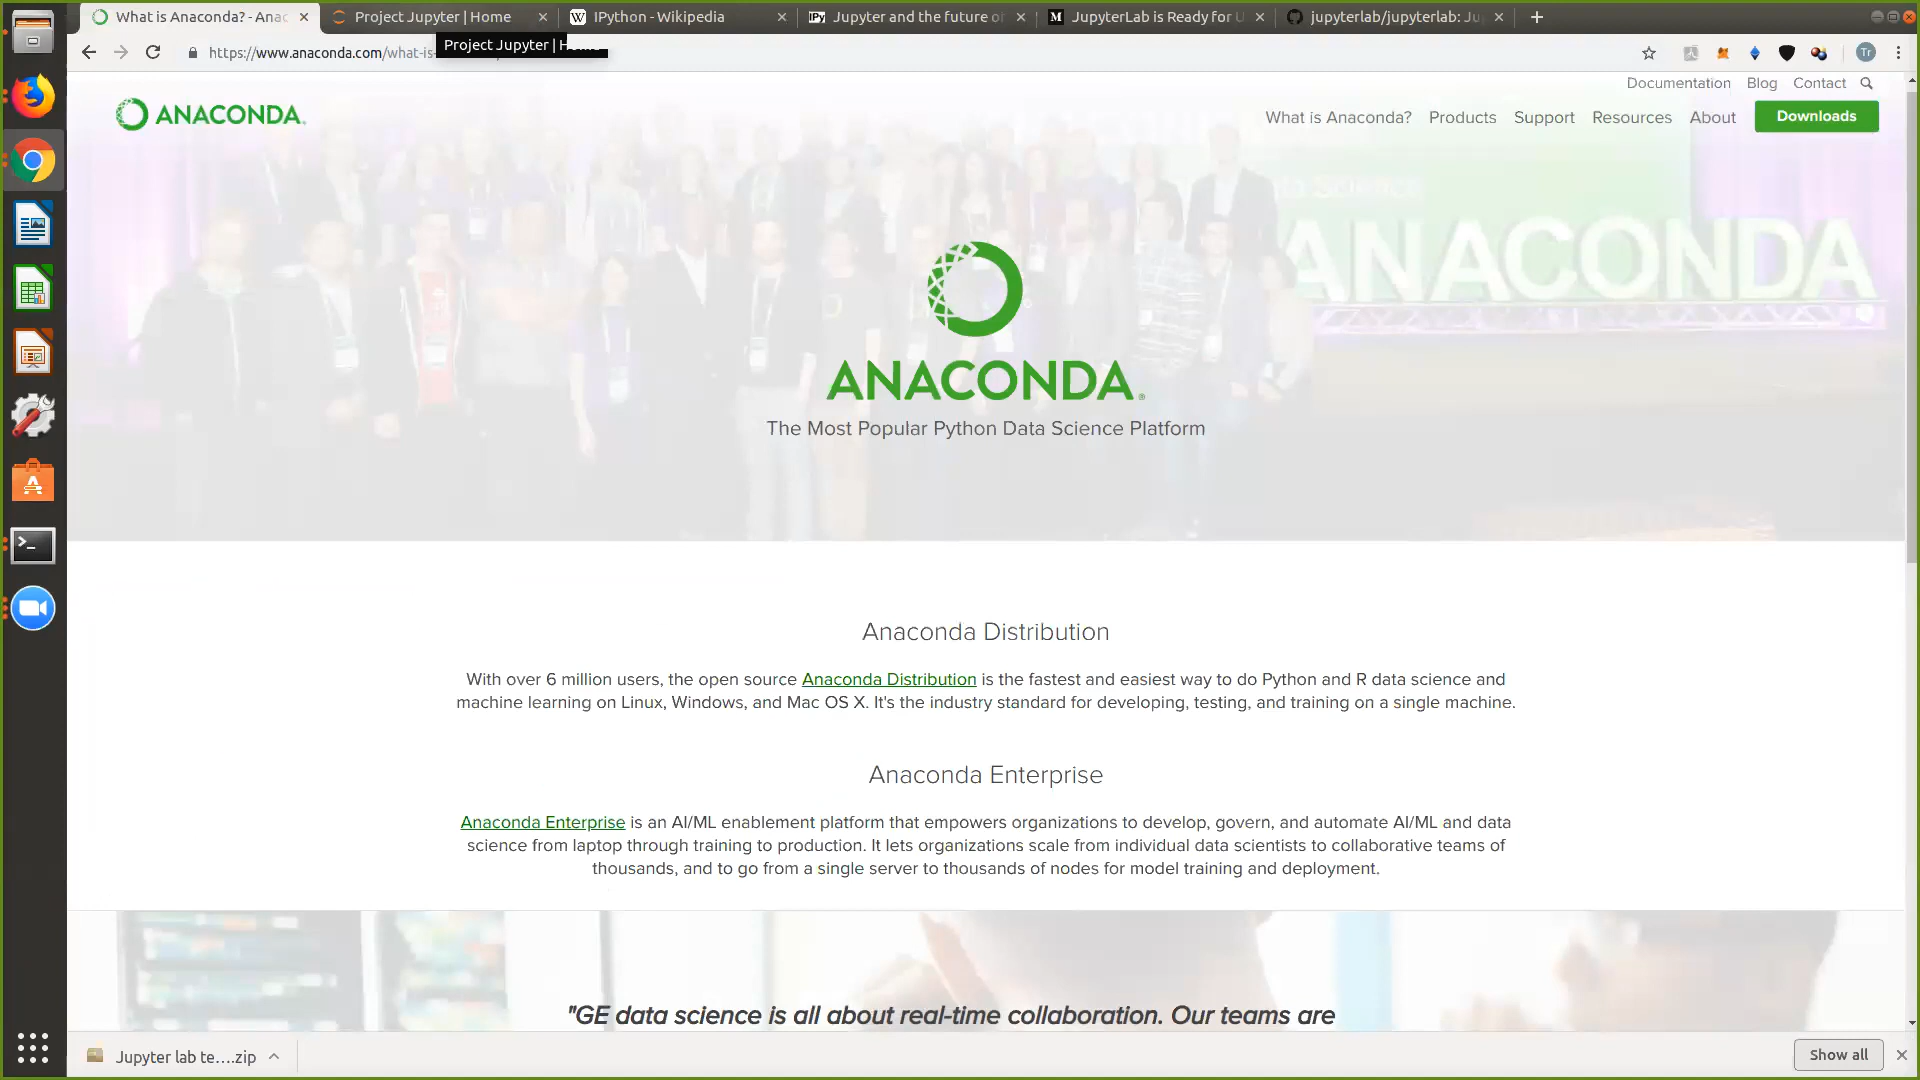 What is Anaconda? - Anac
Project Jupyter | Home
IPython - Wikipedia
IPy Jupyter and the future o
M JupyterLab is Ready for U
jupyterlab/jupyterlab: Ju
Project Jupyter | H
https://www.anaconda.com/what-is-
Tr
Documentation Blog Contact
ANACONDA.
What is Anaconda? Products Support Resources About Downloads
ANACONDA
ANACONDA.
The Most Popular Python Data Science Platform
Anaconda Distribution
With over 6 million users, the open source Anaconda Distribution is the fastest and easiest way to do Python and R data science and
machine learning on Linux, Windows, and Mac OS X. It's the industry standard for developing, testing, and training on a single machine.
Anaconda Enterprise
Anaconda Enterprise is an AI/ML enablement platform that empowers organizations to develop, govern, and automate AI/ML and data
science from laptop through training to production. It lets organizations scale from individual data scientists to collaborative teams of
thousands, and to go from a single server to thousands of nodes for model training and deployment.
"GE data science is all about real-time collaboration. Our teams are
Jupyter lab te....zip
Show all